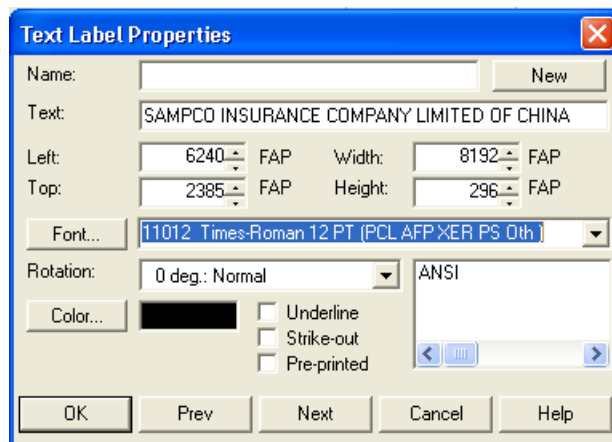 Text Label Properties
Name: New
Text: SAMPCO INSURANCE COMPANY LIMITED OF CHINA
Left: 6240 FAP Width: 8192 FAP
Top: 2385 FAP Height: 296 FAP
Font... 11012 Times-Roman 12 PT (PCL AFP XER PS Oth )
Rotation: 0 deg.: Normal ANSI
Color... Underline
Strike-out
Pre-printed
OK Prev Next Cancel Help